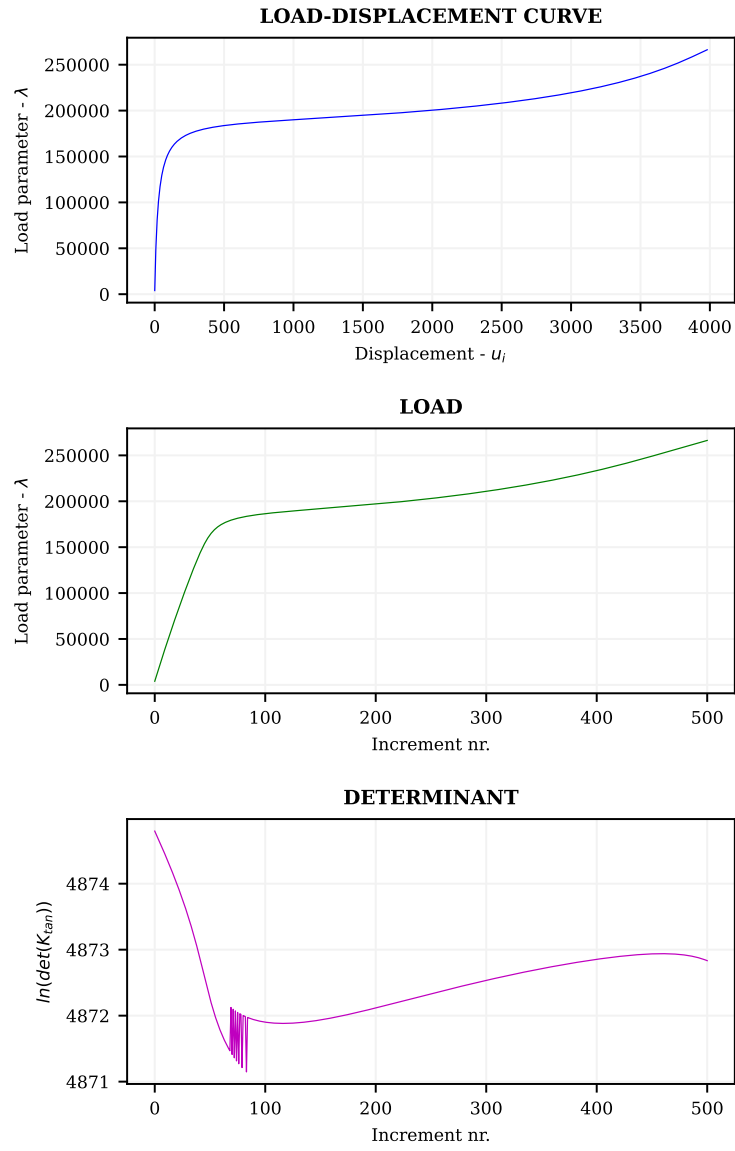 LOAD-DISPLACEMENT CURVE
Load parameter - λ
250000
200000
150000
100000
50000
0
0 500 1000 1500 2000 2500 3000 3500 4000
Displacement - uᵢ
LOAD
Load parameter - λ
250000
200000
150000
100000
50000
0
0 100 200 300 400 500
Increment nr.
DETERMINANT
ln(det(Kₜₐₙ))
4874
4873
4872
4871
0 100 200 300 400 500
Increment nr.